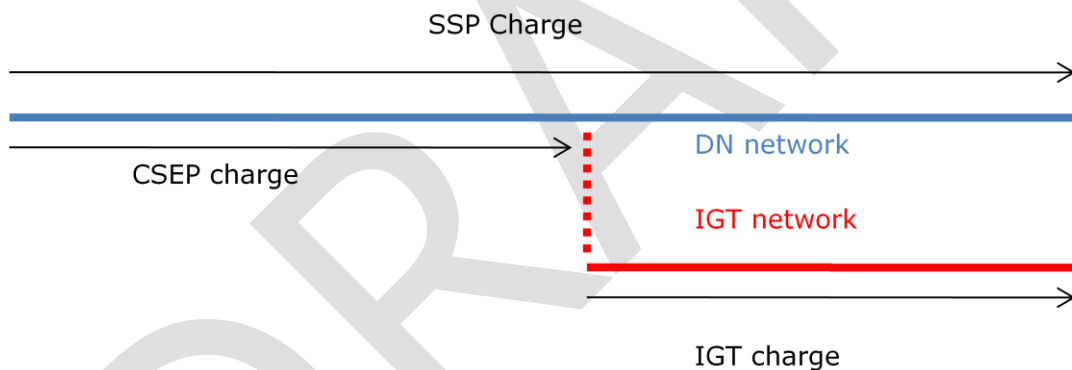 SSP Charge
DN network
CSEP charge
IGT network
IGT charge